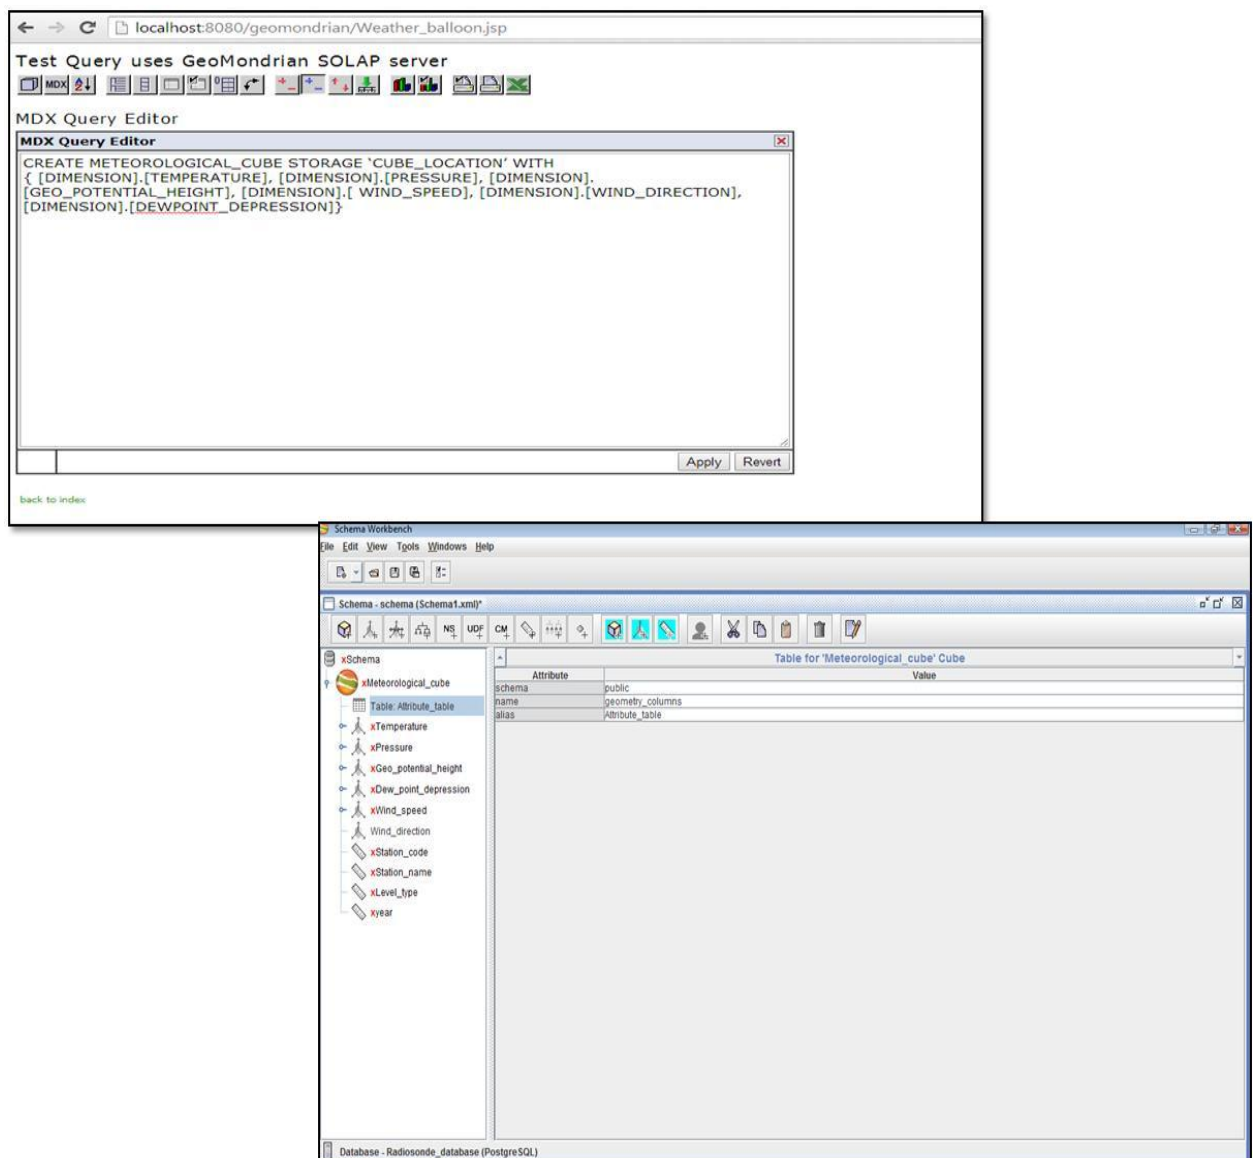 localhost:8080/geomondrian/Weather_balloon.jsp
Test Query uses GeoMondrian SOLAP server
MDX
MDX Query Editor
MDX Query Editor
CREATE METEOROLOGICAL_CUBE STORAGE ‘CUBE_LOCATION’ WITH
{ [DIMENSION].[TEMPERATURE], [DIMENSION].[PRESSURE], [DIMENSION].
[GEO_POTENTIAL_HEIGHT], [DIMENSION].[ WIND_SPEED], [DIMENSION].[WIND_DIRECTION],
[DIMENSION].[DEWPOINT_DEPRESSION]}
Apply Revert
back to index
Schema Workbench
File Edit View Tools Windows Help
Schema - schema (Schema1.xml)*
NS UDF CM
xSchema
Table for 'Meteorological_cube' Cube
Attribute Value
xMeteorological_cube
schema public
Table: Attribute_table
name geometry_columns
alias Attribute_table
xTemperature
xPressure
xGeo_potential_height
xDew_point_depression
xWind_speed
Wind_direction
xStation_code
xStation_name
xLevel_type
xyear
Database - Radiosonde_database (PostgreSQL)